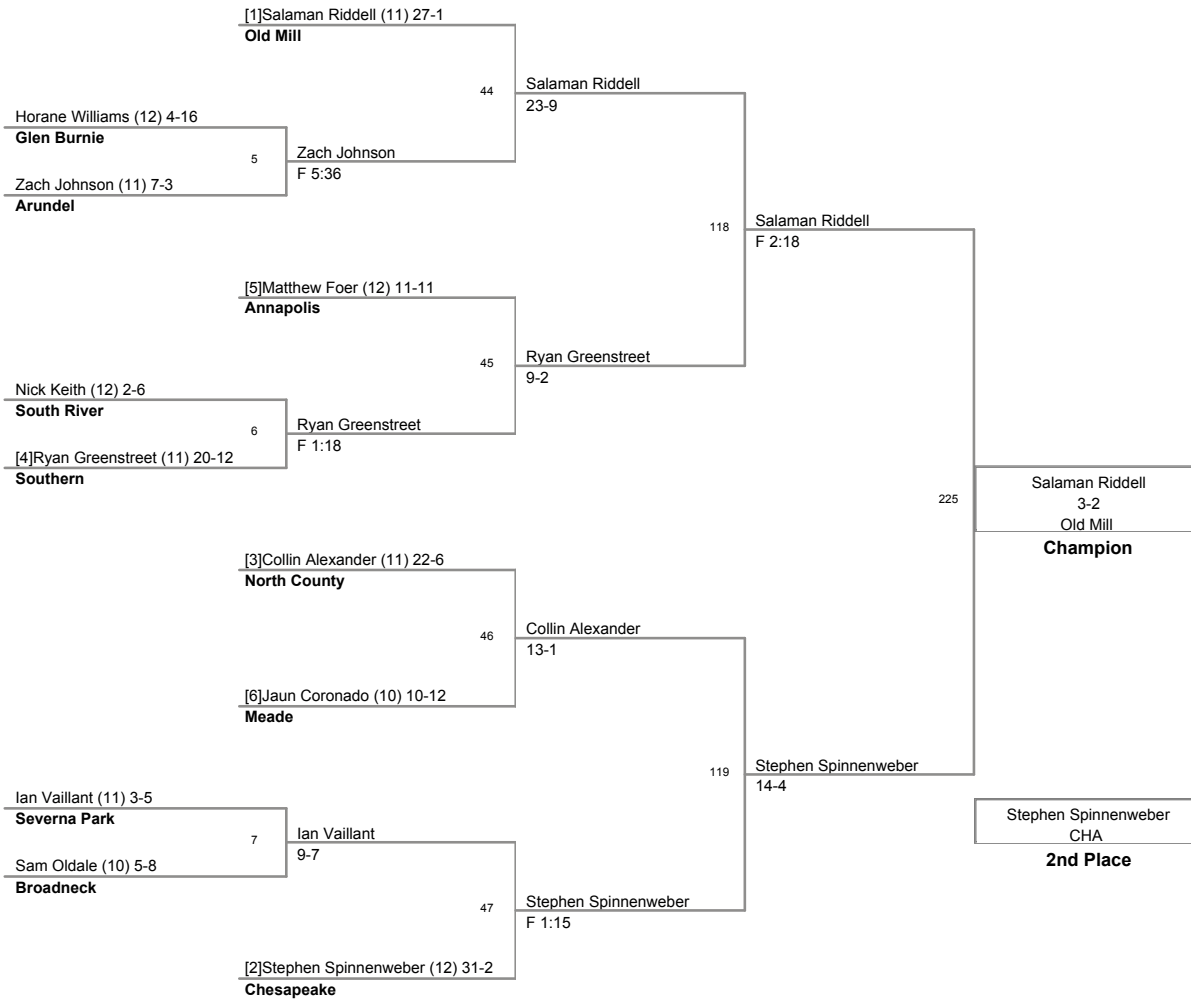 [1]Salaman Riddell (11) 27-1
Old Mill
44
Salaman Riddell
23-9
Horane Williams (12) 4-16
Glen Burnie
5
Zach Johnson
F 5:36
Zach Johnson (11) 7-3
Arundel
118
Salaman Riddell
F 2:18
[5]Matthew Foer (12) 11-11
Annapolis
45
Ryan Greenstreet
9-2
Nick Keith (12) 2-6
South River
6
Ryan Greenstreet
F 1:18
[4]Ryan Greenstreet (11) 20-12
Southern
225
Salaman Riddell
3-2
Old Mill
Champion
[3]Collin Alexander (11) 22-6
North County
46
Collin Alexander
13-1
[6]Jaun Coronado (10) 10-12
Meade
119
Stephen Spinnenweber
14-4
Ian Vaillant (11) 3-5
Severna Park
7
Ian Vaillant
9-7
Sam Oldale (10) 5-8
Broadneck
Stephen Spinnenweber
CHA
2nd Place
47
Stephen Spinnenweber
F 1:15
[2]Stephen Spinnenweber (12) 31-2
Chesapeake